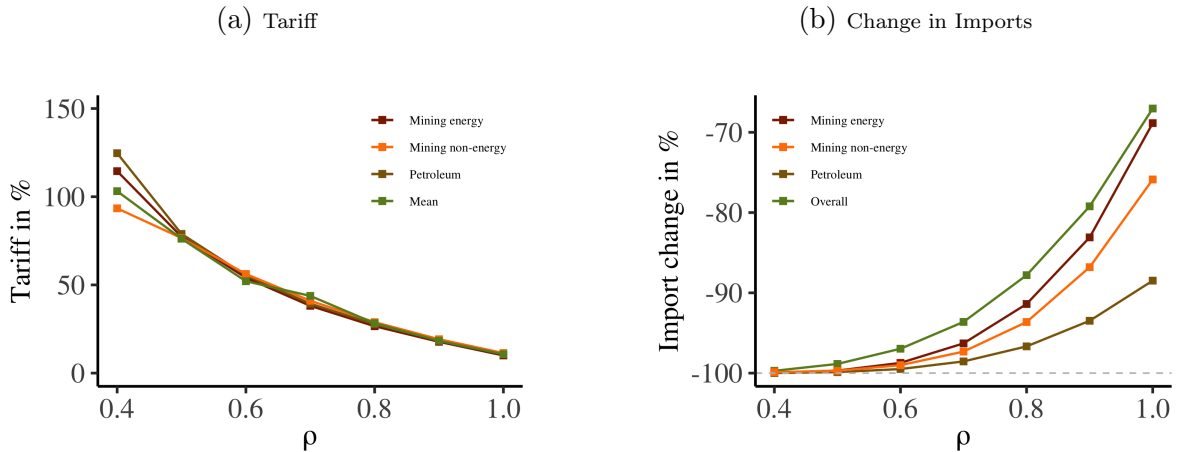 (a) Tariff
Tariff in %
150
100
50
0
0.4
0.6
0.8
1.0
ρ
Mining energy
Mining non-energy
Petroleum
Mean
(b) Change in Imports
Import change in %
-70
-80
-90
-100
0.4
0.6
0.8
1.0
ρ
Mining energy
Mining non-energy
Petroleum
Overall